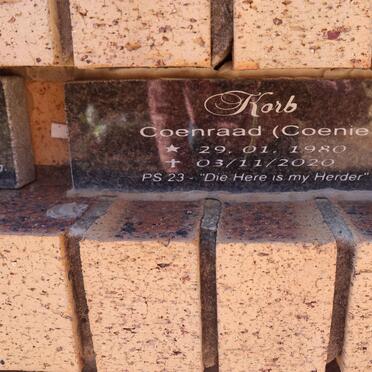 Korb
Coenraad (Coenie
★ 29. 01. 1980
✝ 03/11/2020
PS 23 - "Die Here is my Herder"